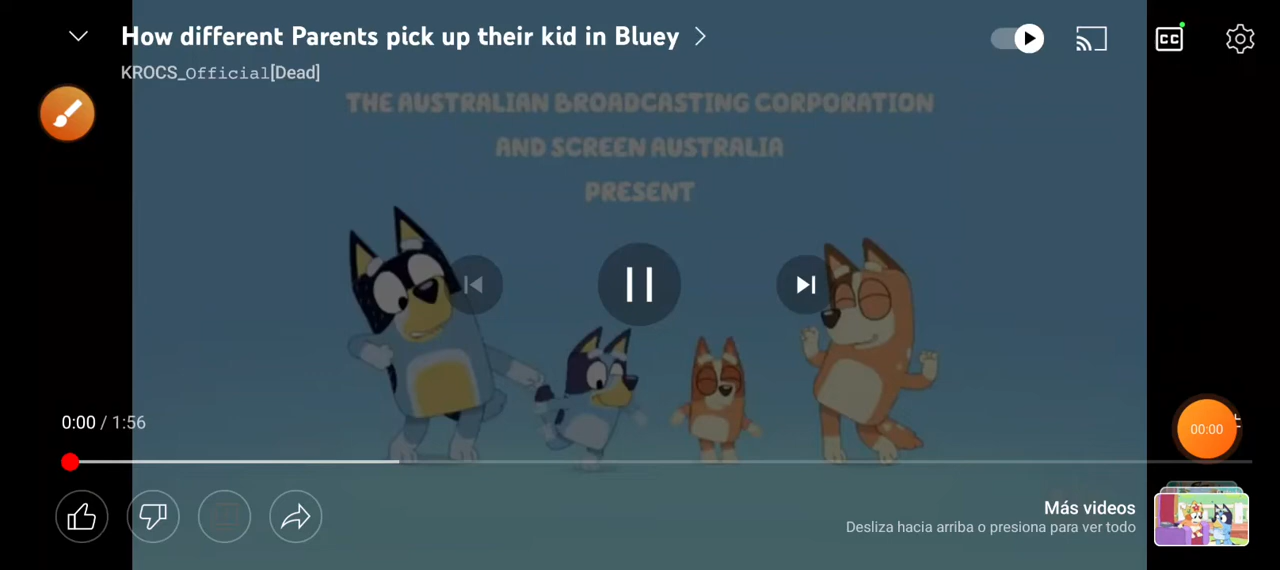 How different Parents pick up their kid in Bluey
KROCS_Official[Dead]
CC
THE AUSTRALIAN BROADCASTING CORPORATION
AND SCREEN AUSTRALIA
PRESENT
0:00 / 1:56
00:00
Más videos
Desliza hacia arriba o presiona para ver todo